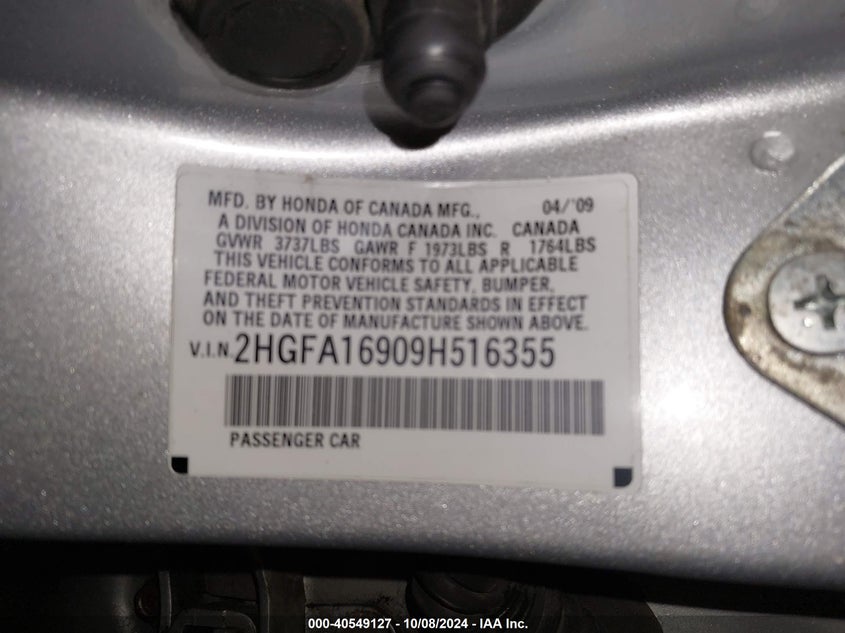 MFD. BY HONDA OF CANADA MFG., 04/'09
A DIVISION OF HONDA CANADA INC. CANADA
GVWR 3737LBS GAWR F 1973LBS R 1764LBS
THIS VEHICLE CONFORMS TO ALL APPLICABLE
FEDERAL MOTOR VEHICLE SAFETY, BUMPER,
AND THEFT PREVENTION STANDARDS IN EFFECT
ON THE DATE OF MANUFACTURE SHOWN ABOVE.
V.I.N. 2HGFA16909H516355
PASSENGER CAR
000-40549127 - 10/08/2024 - IAA Inc.